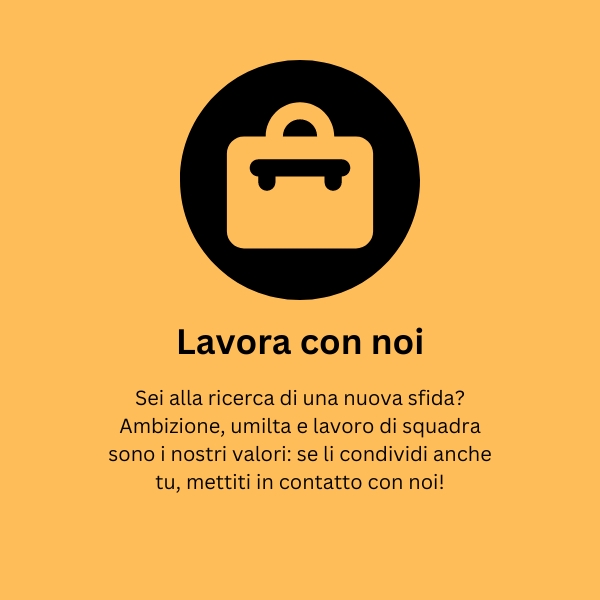 Lavora con noi
Sei alla ricerca di una nuova sfida?
Ambizione, umilta e lavoro di squadra
sono i nostri valori: se li condividi anche
tu, mettiti in contatto con noi!